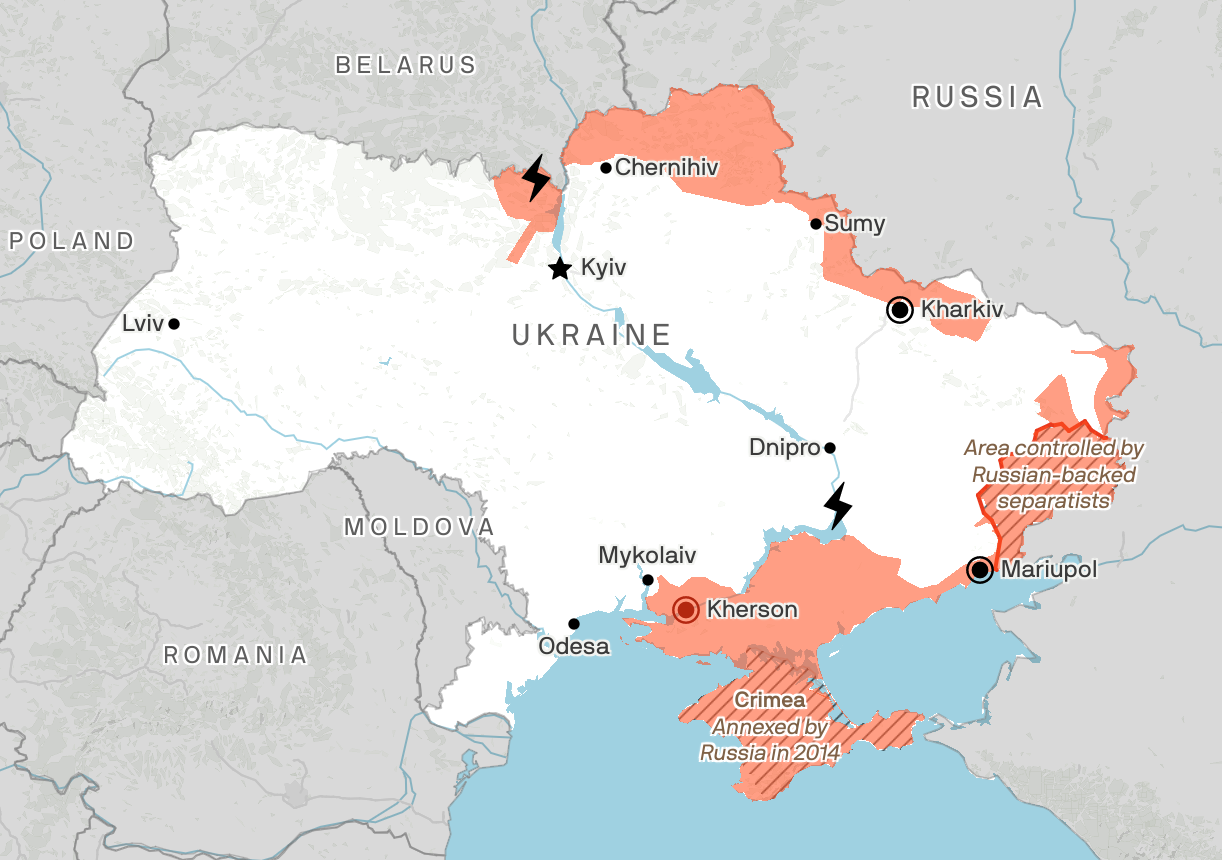 BELARUS
RUSSIA
Chernihiv
Sumy
POLAND
Kyiv
Kharkiv
Lviv
UKRAINE
Dnipro
Area controlled by
Russian-backed
separatists
MOLDOVA
Mykolaiv
Mariupol
Kherson
Odesa
ROMANIA
Crimea
Annexed by
Russia in 2014